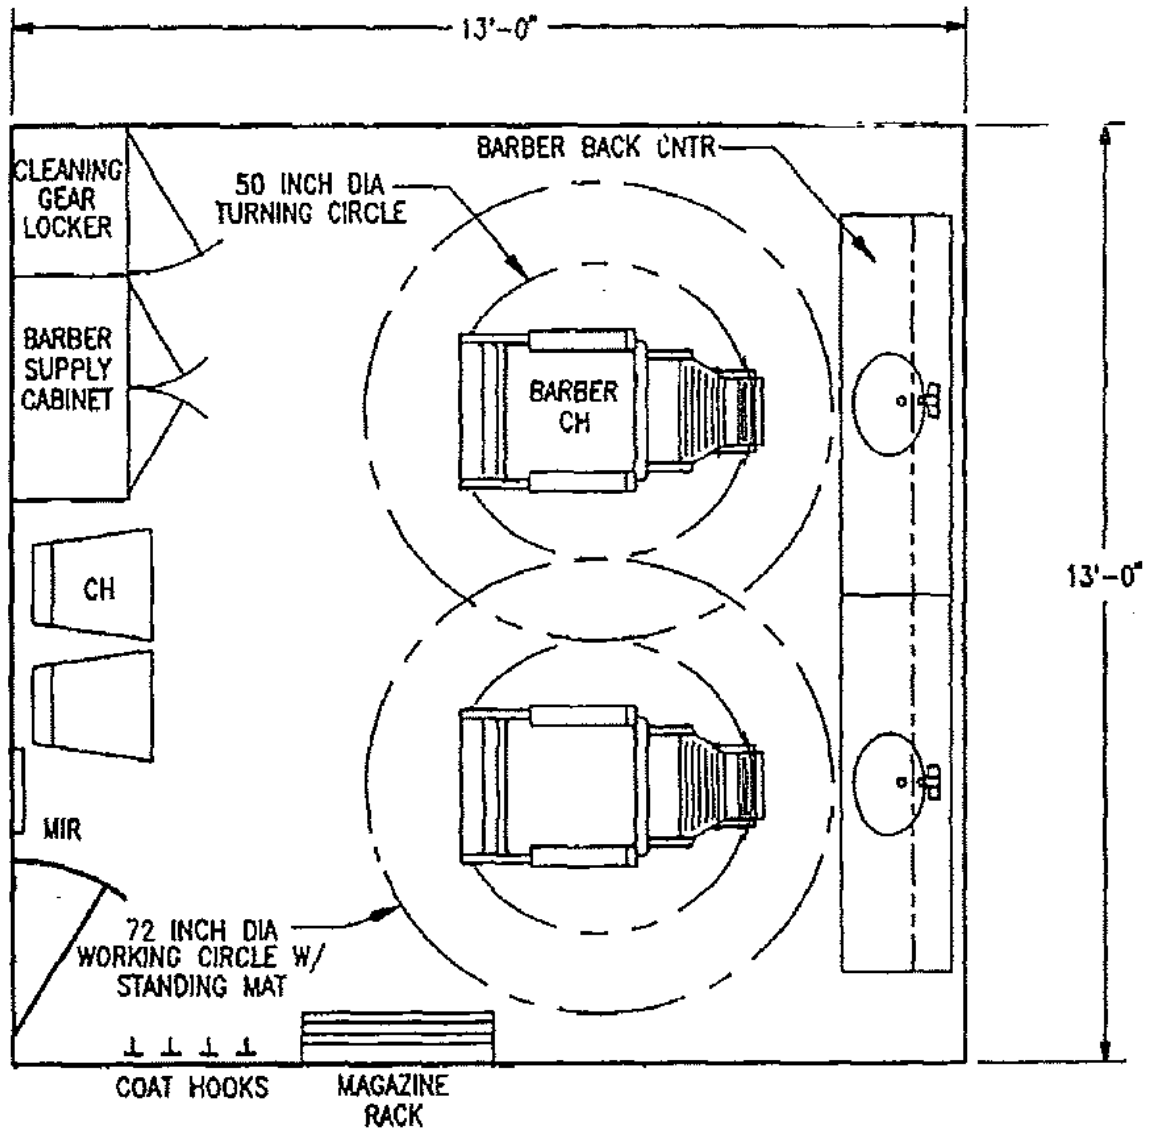 13'-0"
BARBER BACK CNTR
CLEANING
GEAR
LOCKER
50 INCH DIA
TURNING CIRCLE
BARBER
SUPPLY
CABINET
BARBER
CH
CH
13'-0"
MIR
72 INCH DIA
WORKING CIRCLE W/
STANDING MAT
COAT HOOKS
MAGAZINE
RACK